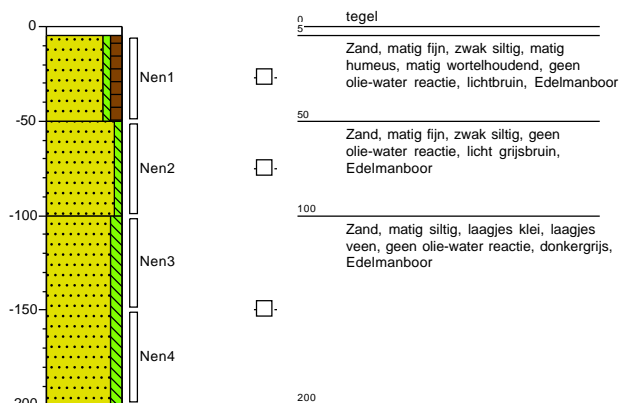 0
tegel
0
5
Zand, matig fijn, zwak siltig, matig
humeus, matig wortelhoudend, geen
olie-water reactie, lichtbruin, Edelmanboor
Nen1
-50
50
Zand, matig fijn, zwak siltig, geen
olie-water reactie, licht grijsbruin,
Edelmanboor
Nen2
-100
100
Zand, matig siltig, laagjes klei, laagjes
veen, geen olie-water reactie, donkergrijs,
Edelmanboor
Nen3
-150
Nen4
-200
200